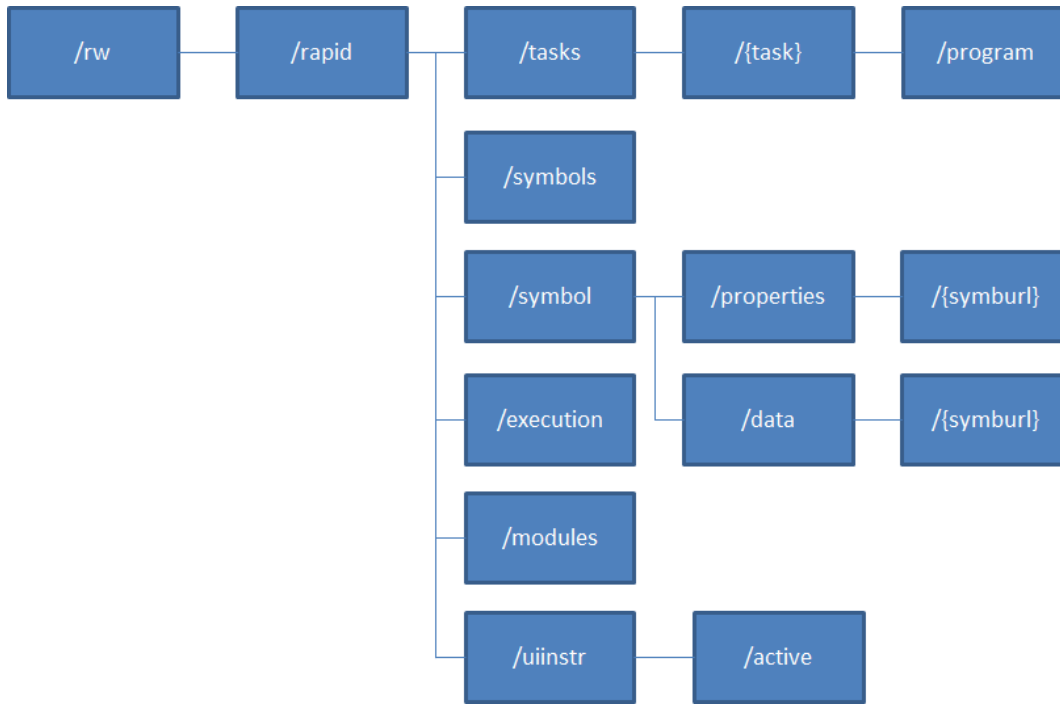 /rw
/rapid
/tasks
/{task}
/program
/symbols
/symbol
/properties
/{symburl}
/execution
/data
/{symburl}
/modules
/uiinstr
/active